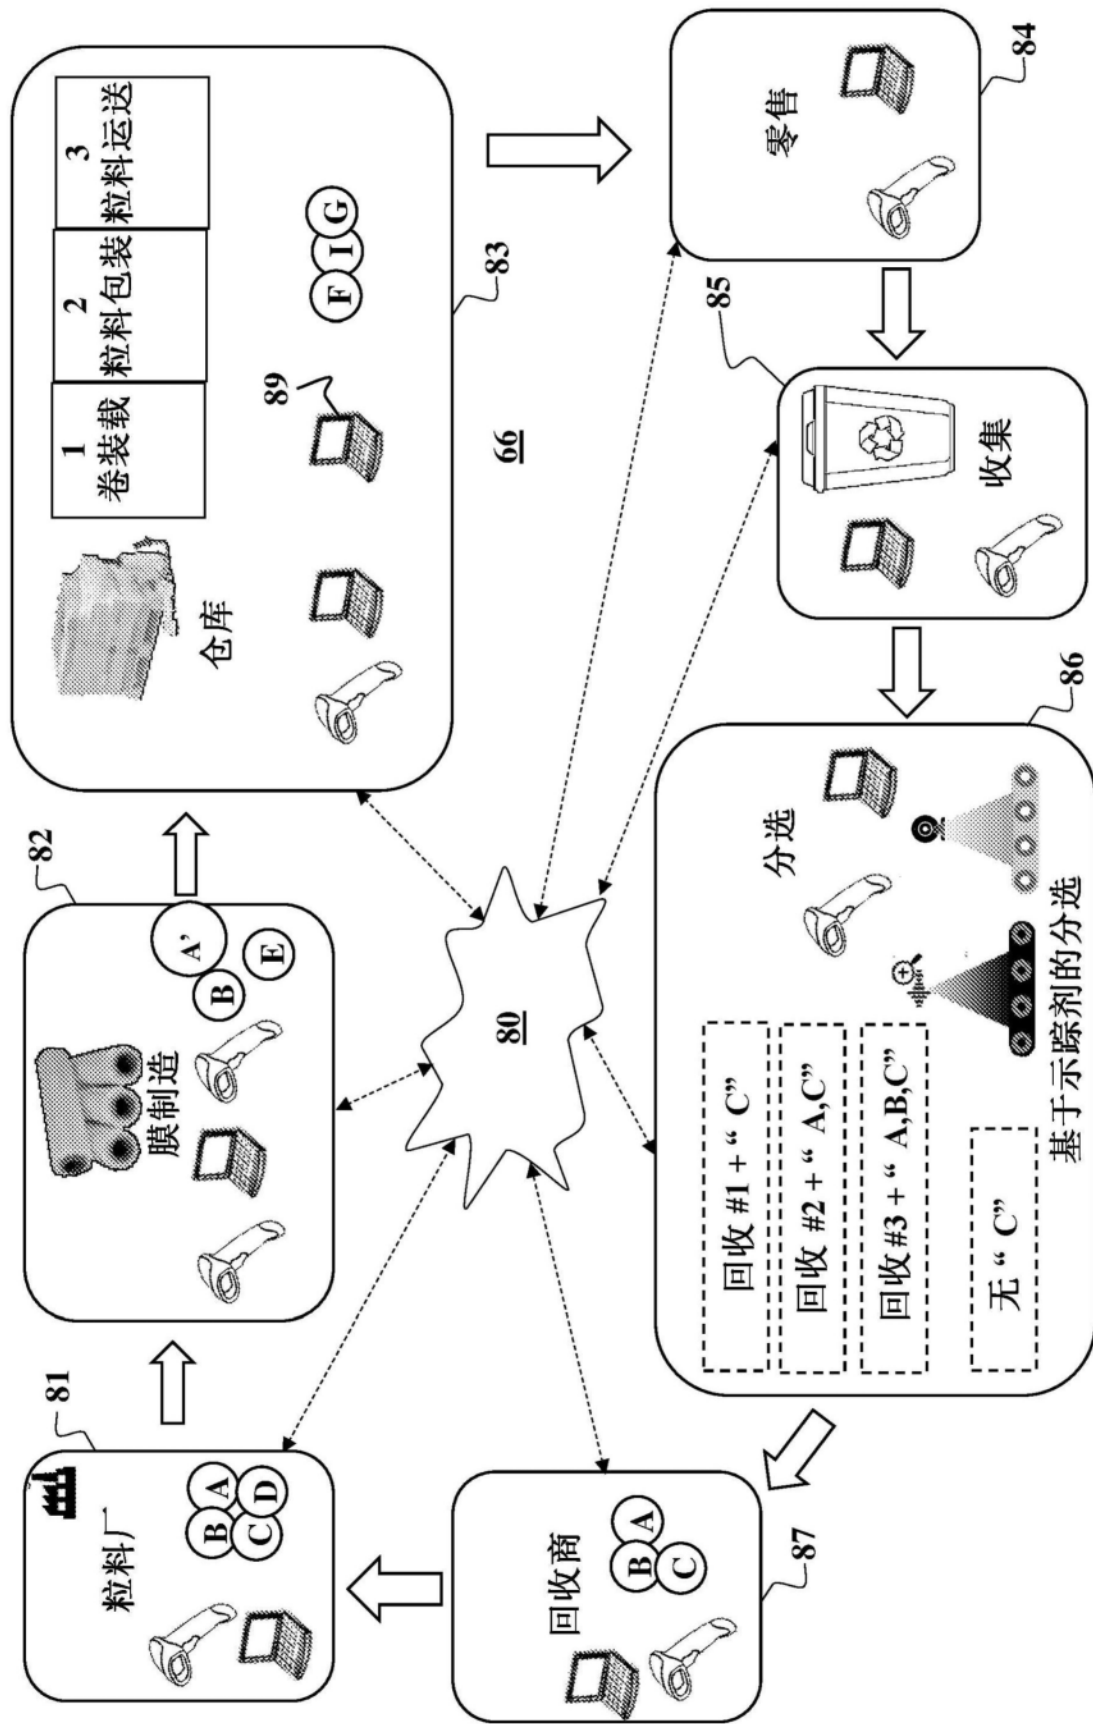 81
粒料厂
A
B
C
D
82
膜制造
A’
B
E
仓库
1
卷装载
2
粒料包装
3
粒料运送
89
F
I
G
83
66
80
84
零售
85
收集
86
分选
回收 #1 + “ C”
回收 #2 + “ A,C”
回收 #3 + “ A,B,C”
无 “ C”
基于示踪剂的分选
回收商
A
B
C
87